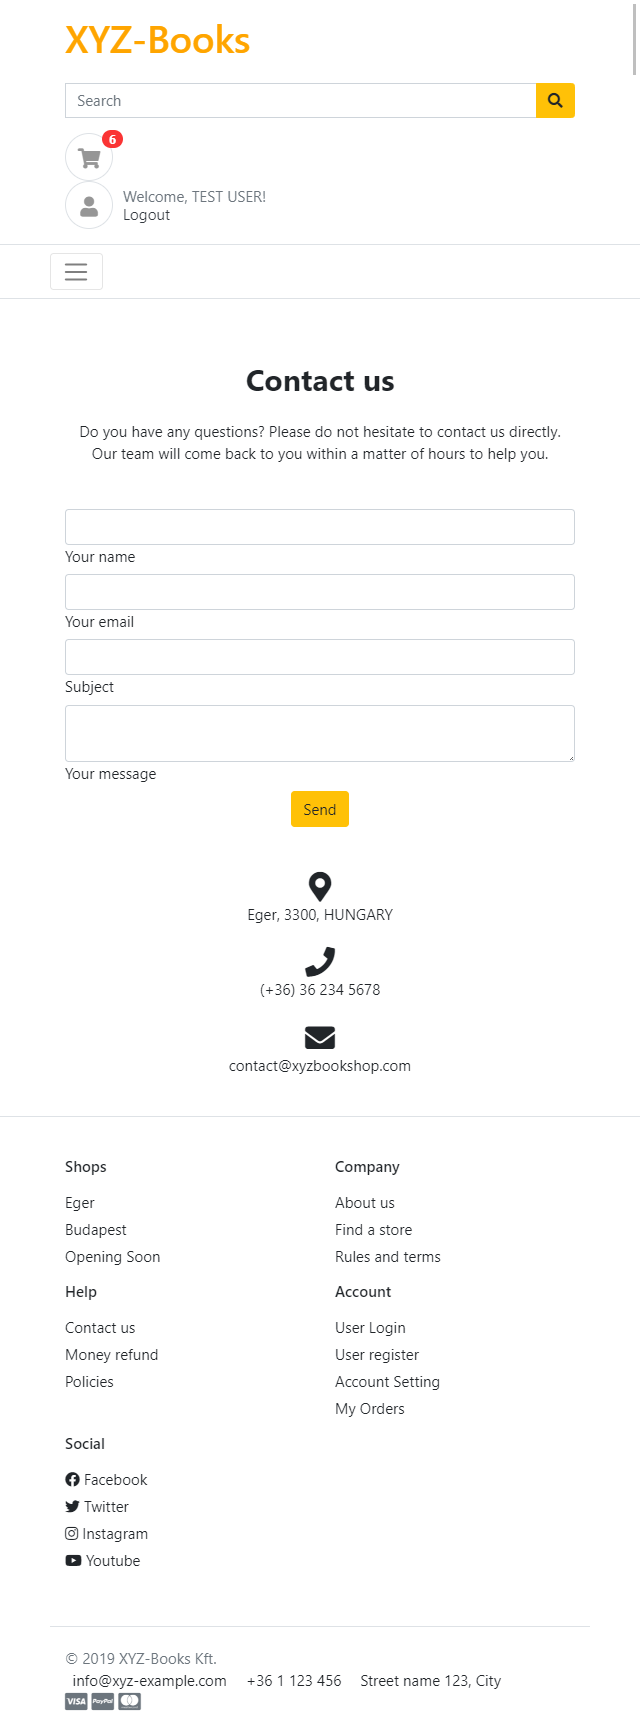 XYZ-Books
Search
6
Welcome, TEST USER!
Logout
Contact us
Do you have any questions? Please do not hesitate to contact us directly.
Our team will come back to you within a matter of hours to help you.
Your name
Your email
Subject
Your message
Send
Eger, 3300, HUNGARY
(+36) 36 234 5678
contact@xyzbookshop.com
Shops
Eger
Budapest
Opening Soon
Company
About us
Find a store
Rules and terms
Help
Contact us
Money refund
Policies
Account
User Login
User register
Account Setting
My Orders
Social
Facebook
Twitter
Instagram
Youtube
© 2019 XYZ-Books Kft.
info@xyz-example.com +36 1 123 456 Street name 123, City
VISA PayPal